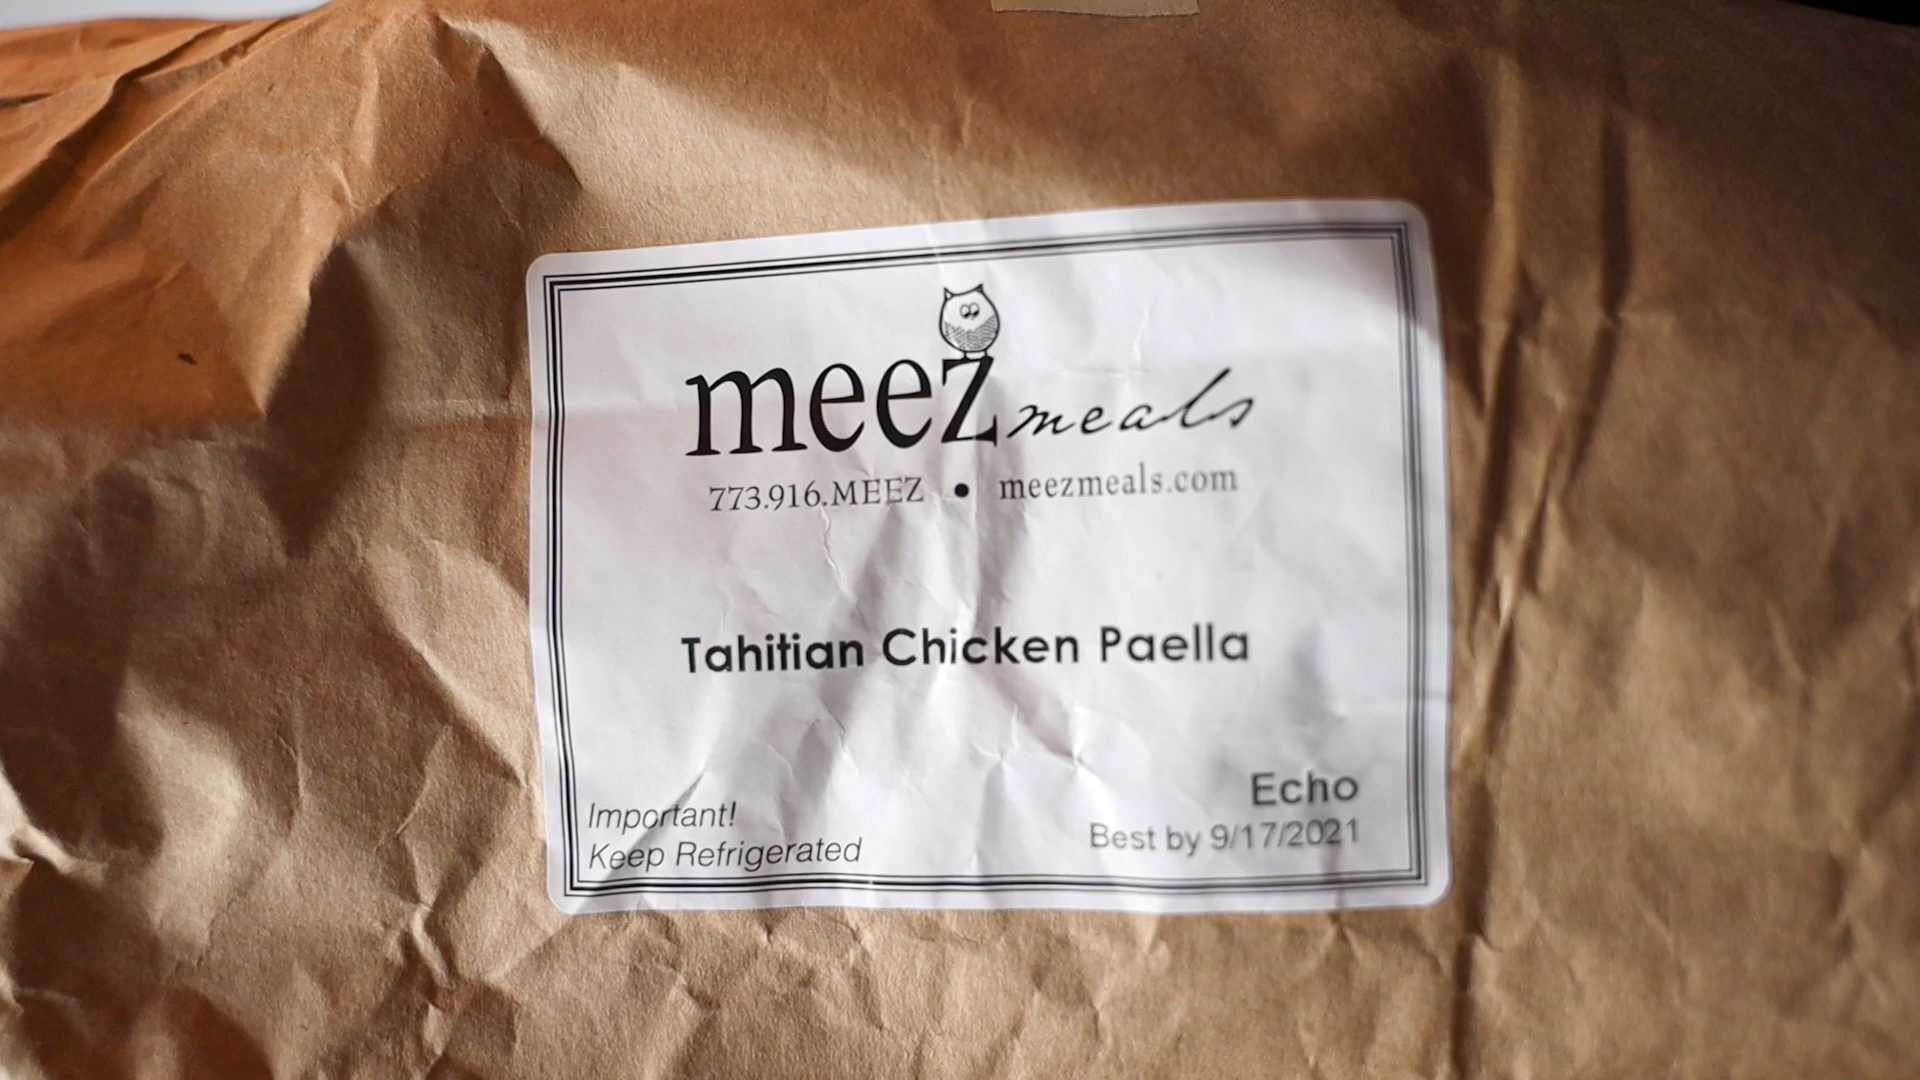 meez meals
773.916.MEEZ • meezmeals.com
Tahitian Chicken Paella
Important!
Keep Refrigerated
Echo
Best by 9/17/2021